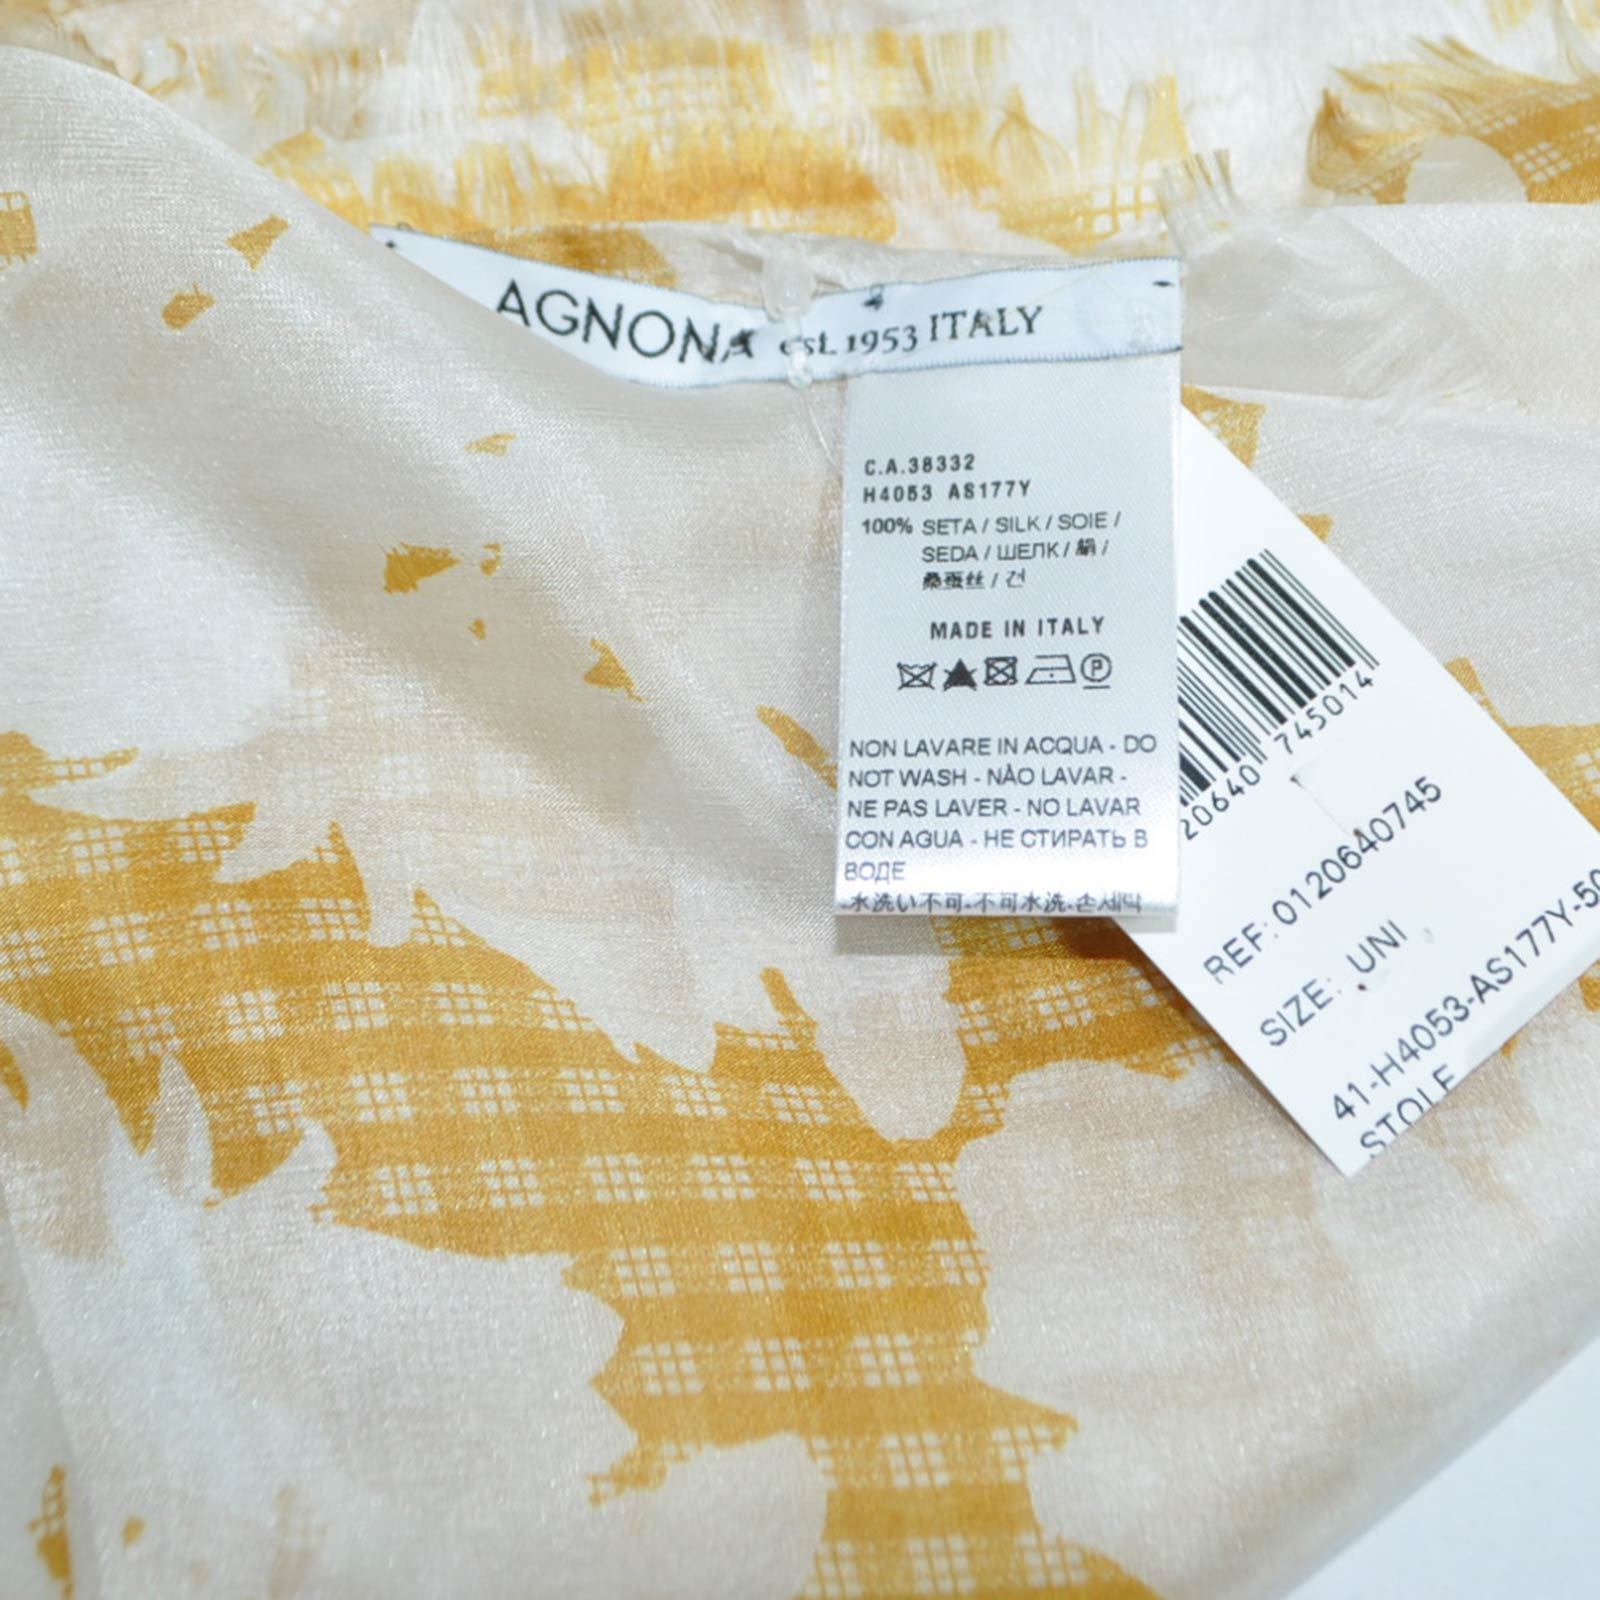 AGNONA est. 1953 ITALY
C.A.38332
H4053 AS177Y
100% SETA / SILK / SOIE /
SEDA / ШЕЛК / 絹 /
桑蚕丝 / 견
MADE IN ITALY
P
NON LAVARE IN ACQUA - DO
NOT WASH - NÀO LAVAR -
NE PAS LAVER - NO LAVAR
CON AGUA - НЕ СТИРАТЬ В
ВОДЕ
水洗い不可-不可水洗-손세탁
20640 745014
REF: 0120640745
SIZE: UNI
41-H4053-AS177Y-50
STOLE